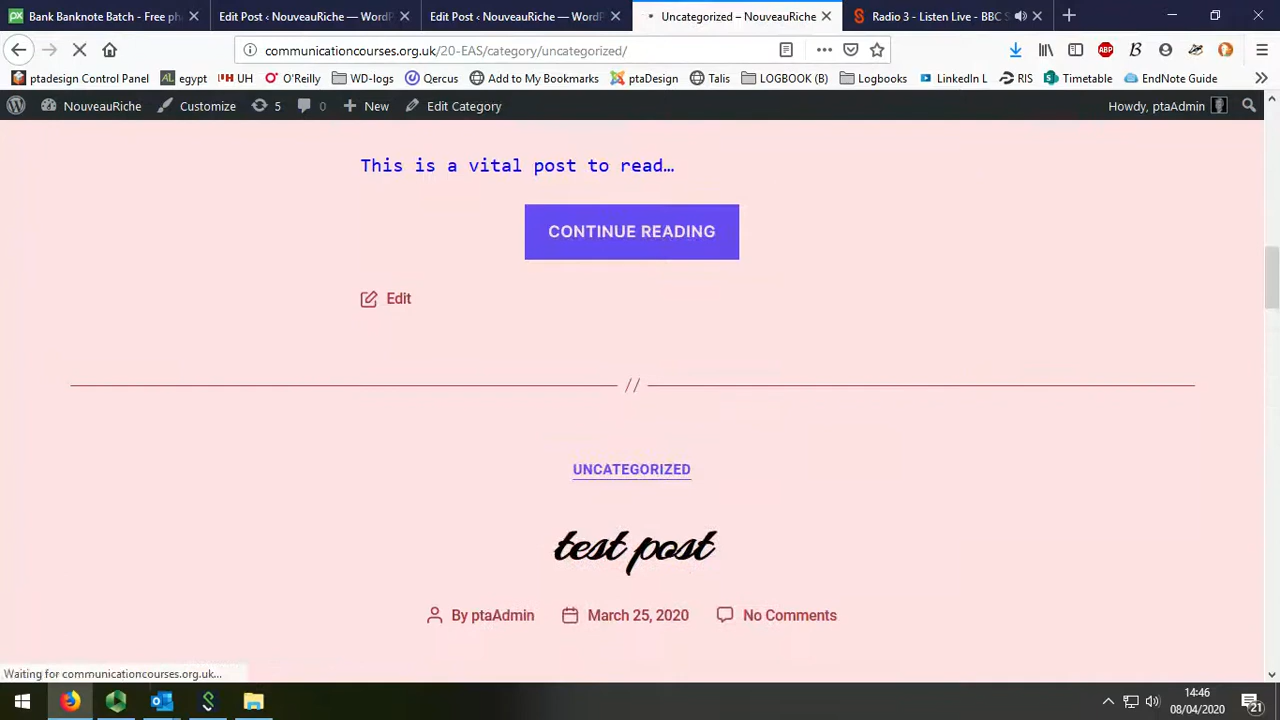 Bank Banknote Batch - Free ph
Edit Post ‹ NouveauRiche — WordP
Edit Post ‹ NouveauRiche — WordP
Uncategorized – NouveauRiche
Radio 3 - Listen Live - BBC S
communicationcourses.org.uk/20-EAS/category/uncategorized/
ptadesign Control Panel
egypt
UH
O'Reilly
WD-logs
Qercus
Add to My Bookmarks
ptaDesign
Talis
LOGBOOK (B)
Logbooks
LinkedIn L
RIS
Timetable
EndNote Guide
NouveauRiche
Customize
5
0
New
Edit Category
Howdy, ptaAdmin
This is a vital post to read…
CONTINUE READING
Edit
//
UNCATEGORIZED
test post
By ptaAdmin
March 25, 2020
No Comments
Waiting for communicationcourses.org.uk...
14:46
08/04/2020
21